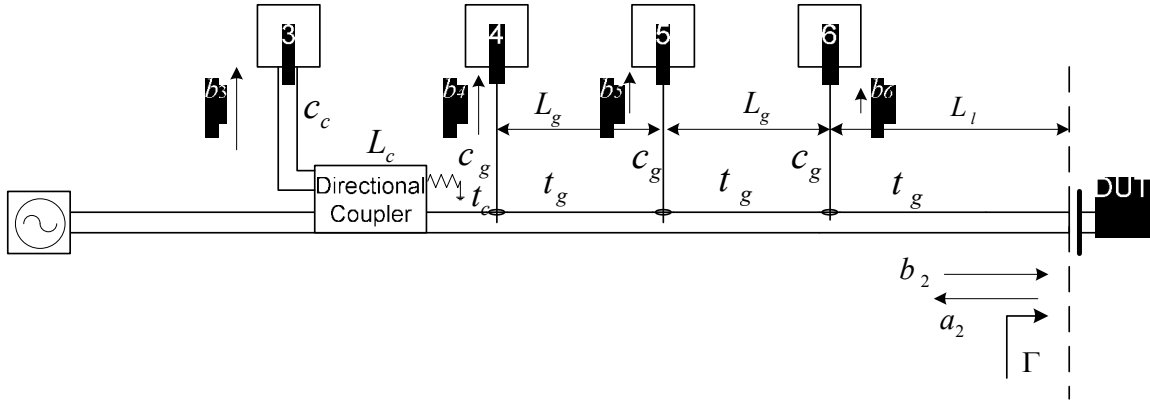 3
4
5
6
b3
b4
b5
b6
c_c
L_g
L_g
L_l
L_c
c_g
c_g
c_g
Directional
Coupler
t_c
t_g
t_g
t_g
DUT
b_2
a_2
Γ